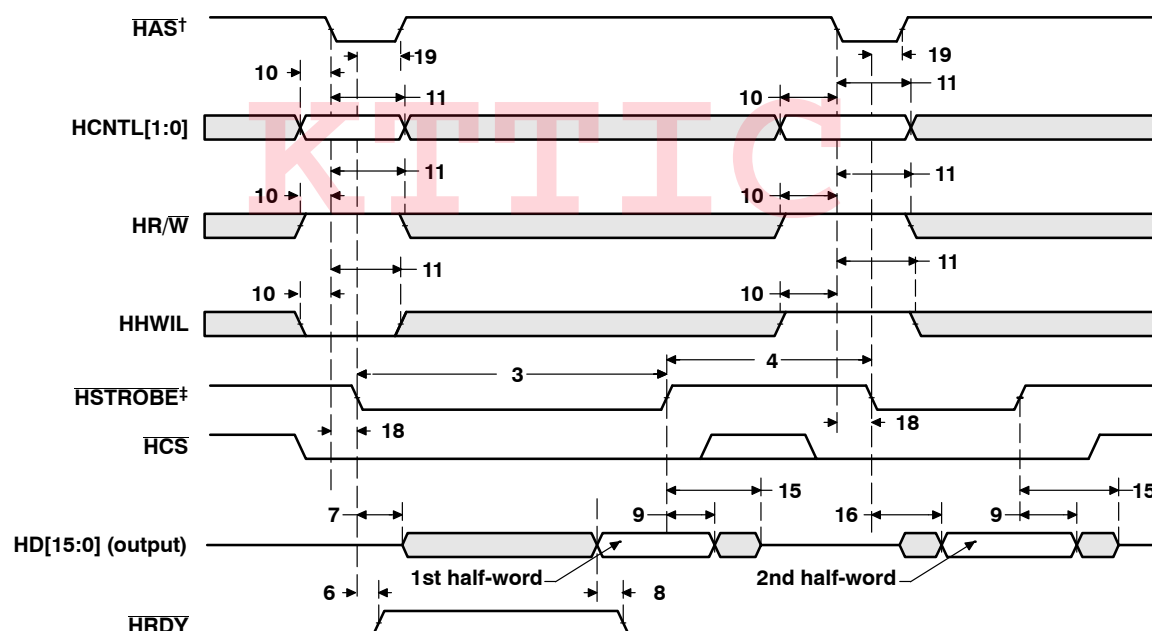 HAS†
19
19
10
11
11
10
HCNTL[1:0]
KTTIC
11
11
10
10
HR/W
11
11
10
10
HHWIL
4
3
HSTROBE‡
18
18
HCS
15
15
7
9
16
9
HD[15:0] (output)
1st half-word
2nd half-word
6
8
HRDY